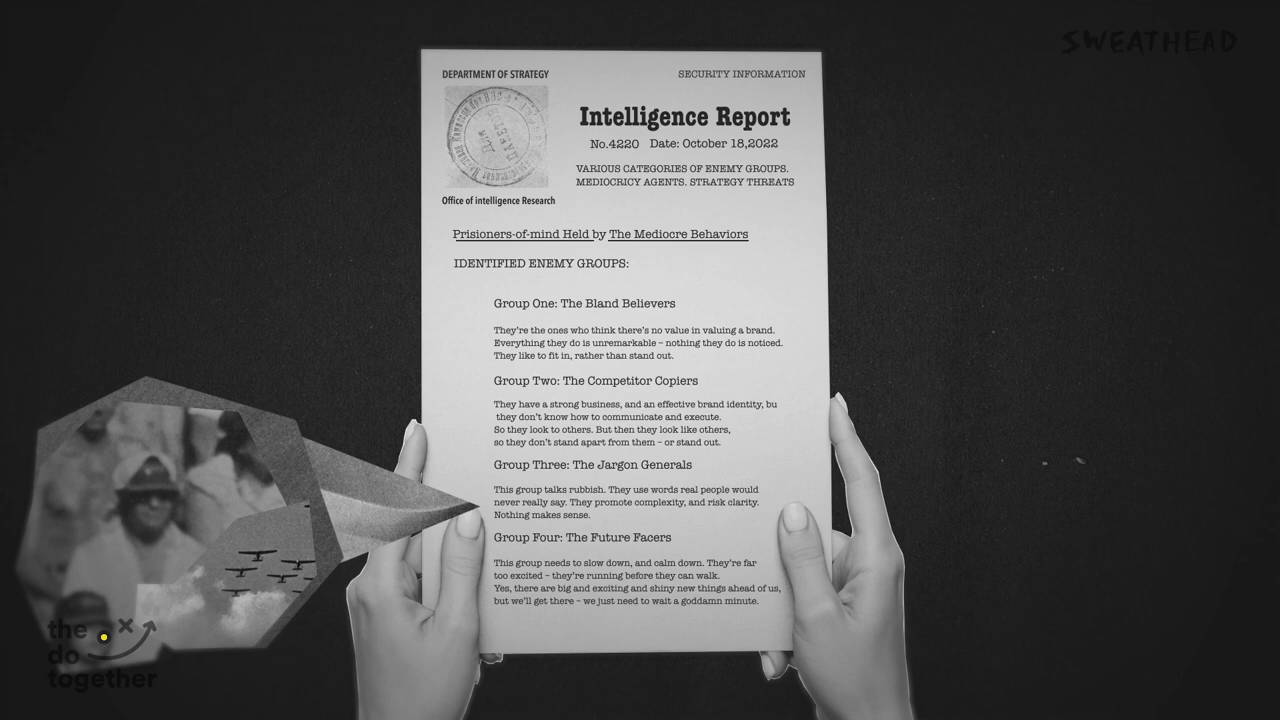 SWEATHEAD
DEPARTMENT OF STRATEGY
SECURITY INFORMATION
Intelligence Report
No.4220 Date: October 18,2022
VARIOUS CATEGORIES OF ENEMY GROUPS.
MEDIOCRICY AGENTS. STRATEGY THREATS
Office of intelligence Research
Prisioners-of-mind Held by The Mediocre Behaviors
IDENTIFIED ENEMY GROUPS:
Group One: The Bland Believers
They're the ones who think there's no value in valuing a brand.
Everything they do is unremarkable – nothing they do is noticed.
They like to fit in, rather than stand out.
Group Two: The Competitor Copiers
They have a strong business, and an effective brand identity, bu
they don't know how to communicate and execute.
So they look to others. But then they look like others,
so they don't stand apart from them – or stand out.
Group Three: The Jargon Generals
This group talks rubbish. They use words real people would
never really say. They promote complexity, and risk clarity.
Nothing makes sense.
Group Four: The Future Facers
This group needs to slow down, and calm down. They're far
too excited – they're running before they can walk.
Yes, there are big and exciting and shiny new things ahead of us,
but we'll get there – we just need to wait a goddamn minute.
the
do
together